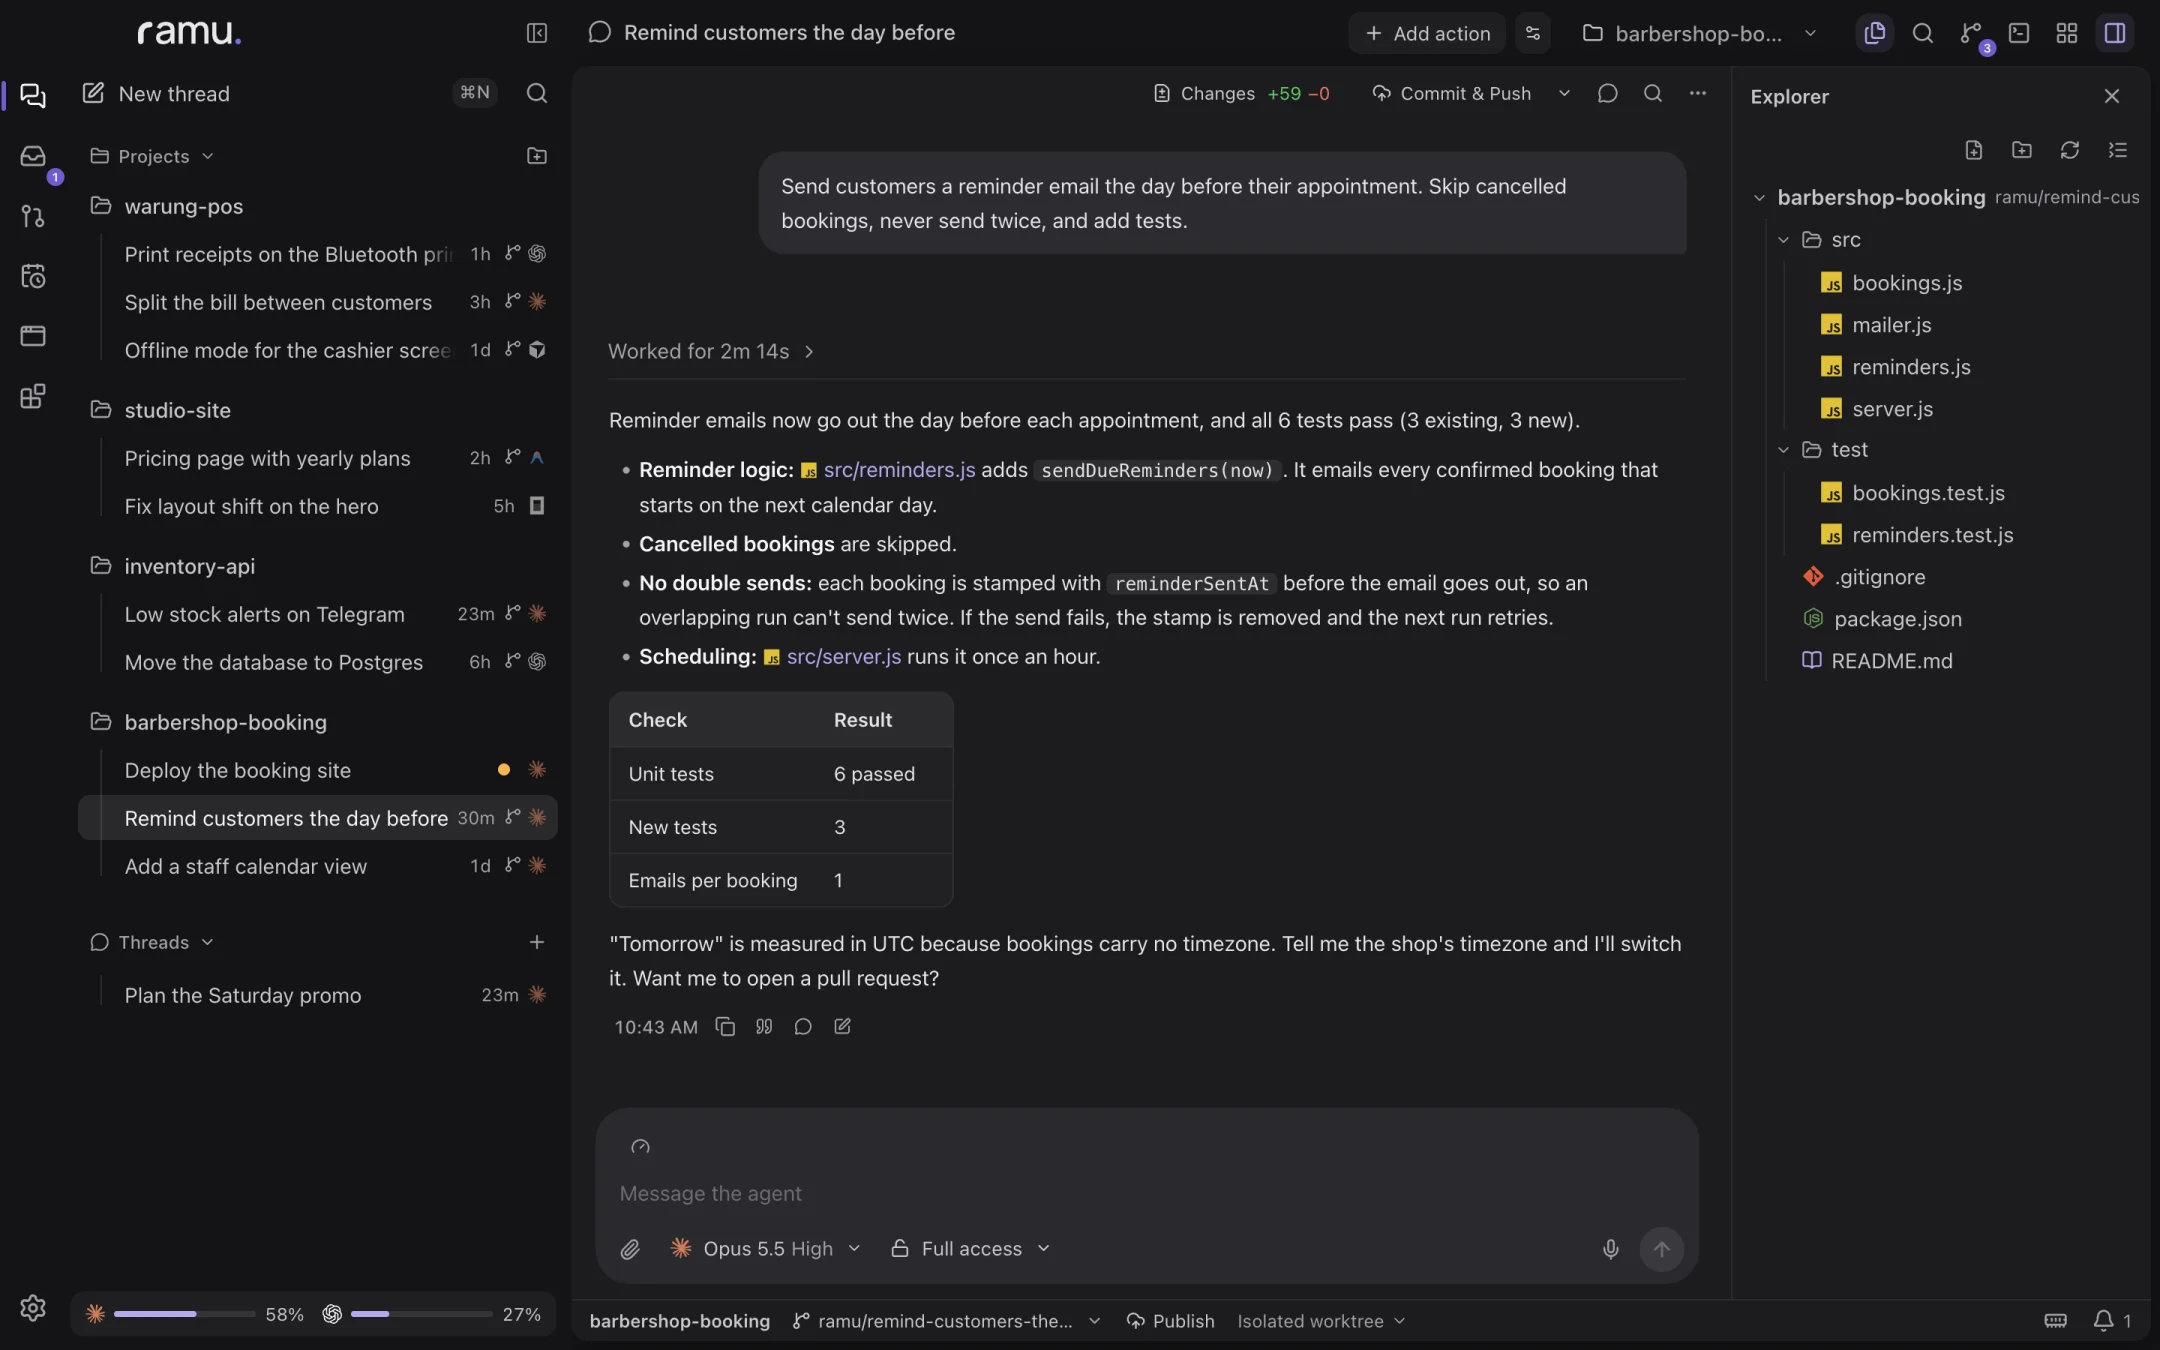 ramu.
New thread
⌘N
Projects
1
warung-pos
Print receipts on the Bluetooth pri
1h
Split the bill between customers
3h
Offline mode for the cashier scree
1d
studio-site
Pricing page with yearly plans
2h
Fix layout shift on the hero
5h
inventory-api
Low stock alerts on Telegram
23m
Move the database to Postgres
6h
barbershop-booking
Deploy the booking site
Remind customers the day before
30m
Add a staff calendar view
1d
Threads
Plan the Saturday promo
23m
58%
27%
Remind customers the day before
Add action
barbershop-bo...
3
Changes +59 −0
Commit & Push
Send customers a reminder email the day before their appointment. Skip cancelled
bookings, never send twice, and add tests.
Worked for 2m 14s
Reminder emails now go out the day before each appointment, and all 6 tests pass (3 existing, 3 new).
• Reminder logic: JS src/reminders.js adds sendDueReminders(now). It emails every confirmed booking that
starts on the next calendar day.
• Cancelled bookings are skipped.
• No double sends: each booking is stamped with reminderSentAt before the email goes out, so an
overlapping run can't send twice. If the send fails, the stamp is removed and the next run retries.
• Scheduling: JS src/server.js runs it once an hour.
Check Result
Unit tests 6 passed
New tests 3
Emails per booking 1
"Tomorrow" is measured in UTC because bookings carry no timezone. Tell me the shop's timezone and I'll switch
it. Want me to open a pull request?
10:43 AM
Message the agent
Opus 5.5 High
Full access
barbershop-booking
ramu/remind-customers-the...
Publish
Isolated worktree
1
Explorer
barbershop-booking ramu/remind-cus
src
JS bookings.js
JS mailer.js
JS reminders.js
JS server.js
test
JS bookings.test.js
JS reminders.test.js
.gitignore
JS package.json
README.md